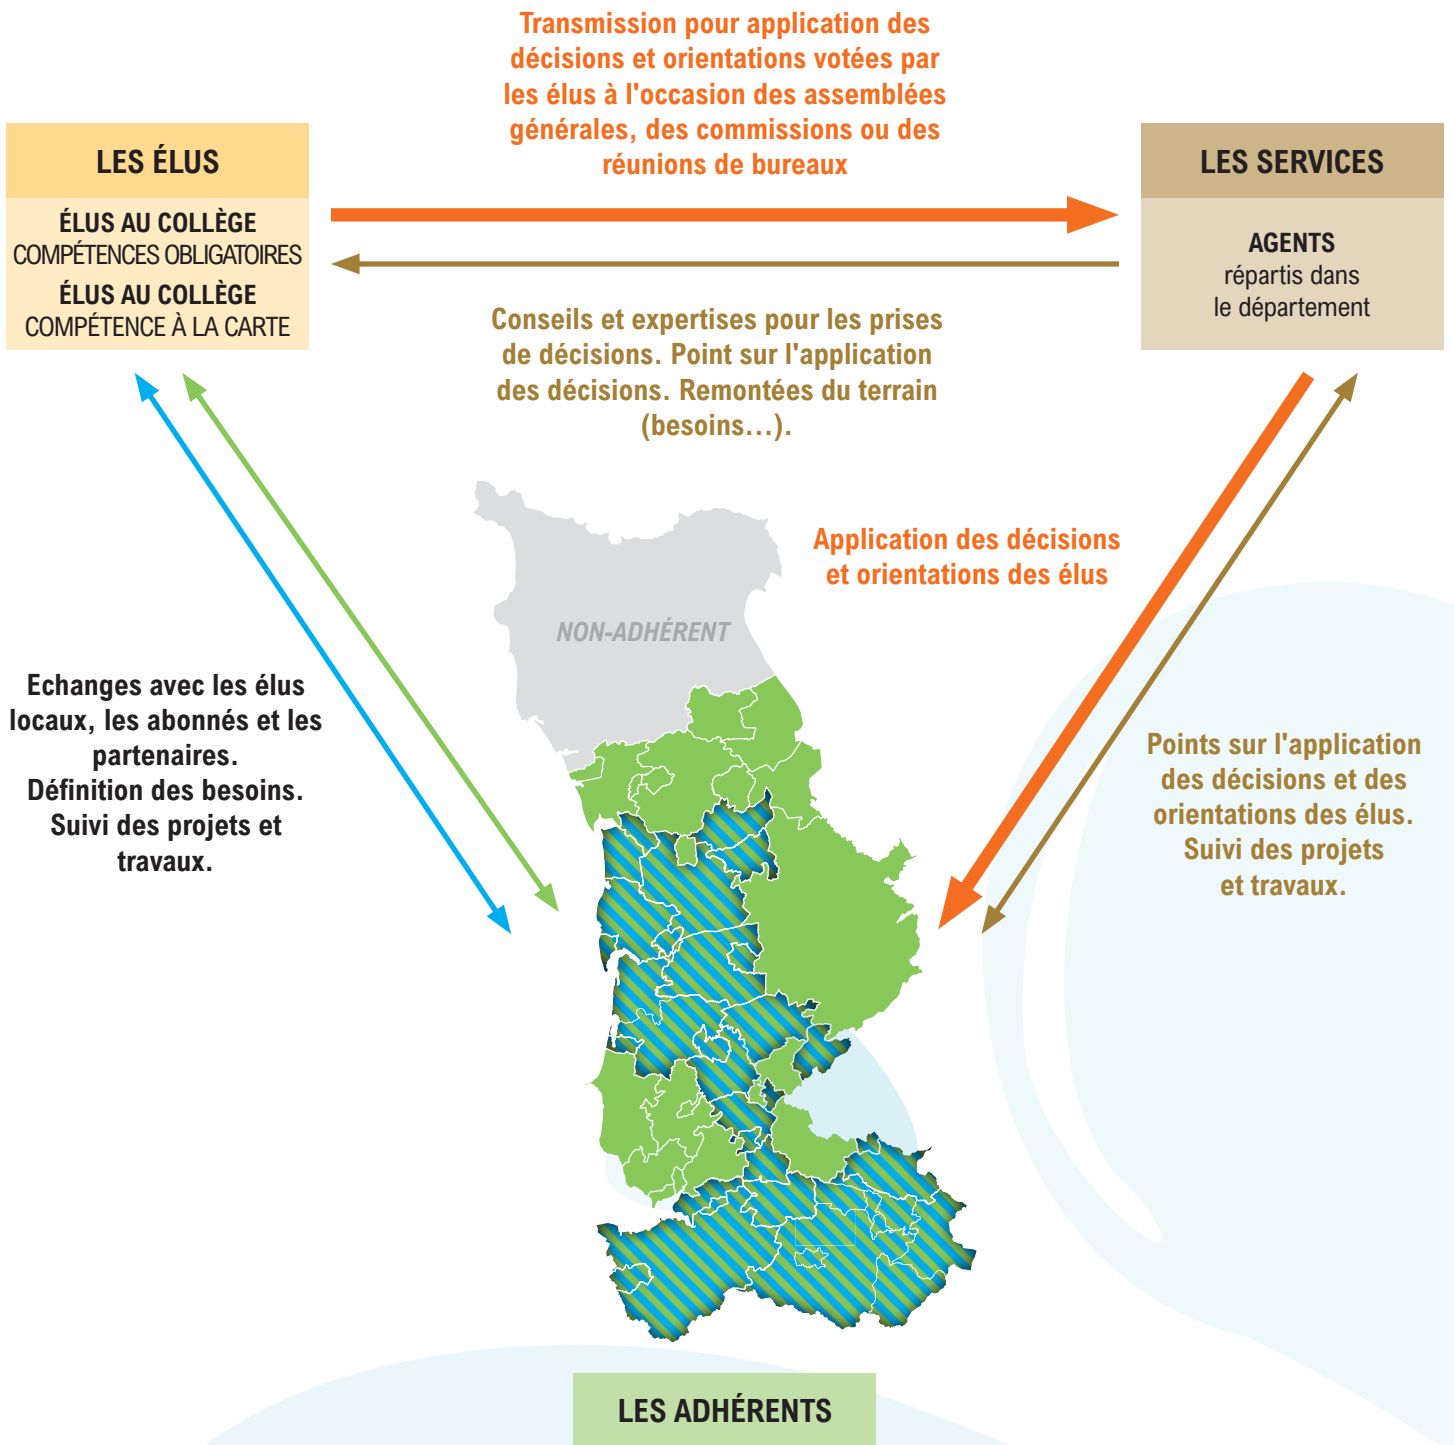 Transmission pour application des
décisions et orientations votées par
les élus à l'occasion des assemblées
générales, des commissions ou des
réunions de bureaux
LES ÉLUS
ÉLUS AU COLLÈGE
COMPÉTENCES OBLIGATOIRES
ÉLUS AU COLLÈGE
COMPÉTENCE À LA CARTE
LES SERVICES
AGENTS
répartis dans
le département
Conseils et expertises pour les prises
de décisions. Point sur l'application
des décisions. Remontées du terrain
(besoins...).
Application des décisions
et orientations des élus
NON-ADHÉRENT
Echanges avec les élus
locaux, les abonnés et les
partenaires.
Définition des besoins.
Suivi des projets et
travaux.
Points sur l'application
des décisions et des
orientations des élus.
Suivi des projets
et travaux.
LES ADHÉRENTS